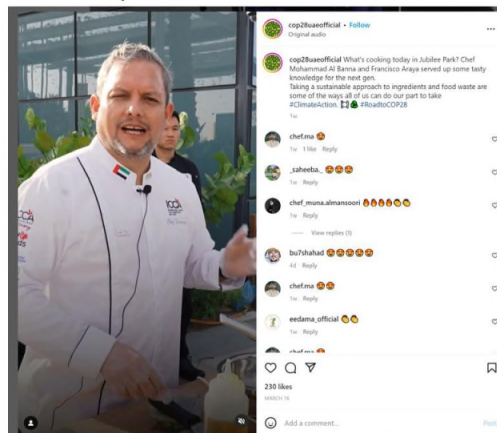 cop28uaeofficial • Follow
Original audio
cop28uaeofficial What's cooking today in Jubilee Park? Chef
Mohammad Al Banna and Francisco Araya served up some tasty
knowledge for the next gen.
Taking a sustainable approach to ingredients and food waste are
some of the ways all of us can do our part to take
#ClimateAction. #RoadtoCOP28
1w
chef.ma 😍
1w 1 like Reply
_saheeba._ 😍😍😍
1w Reply
chef_muna.almansoori 🔥🔥🔥🔥👏👏
1w Reply
View replies (1)
bu7shahad 😍😍😍😍😍
4d Reply
chef.ma 😍😍
1w Reply
eedama_official 👏👏
1w Reply
chef.ma
230 likes
MARCH 16
Add a comment...
Post
ICCA